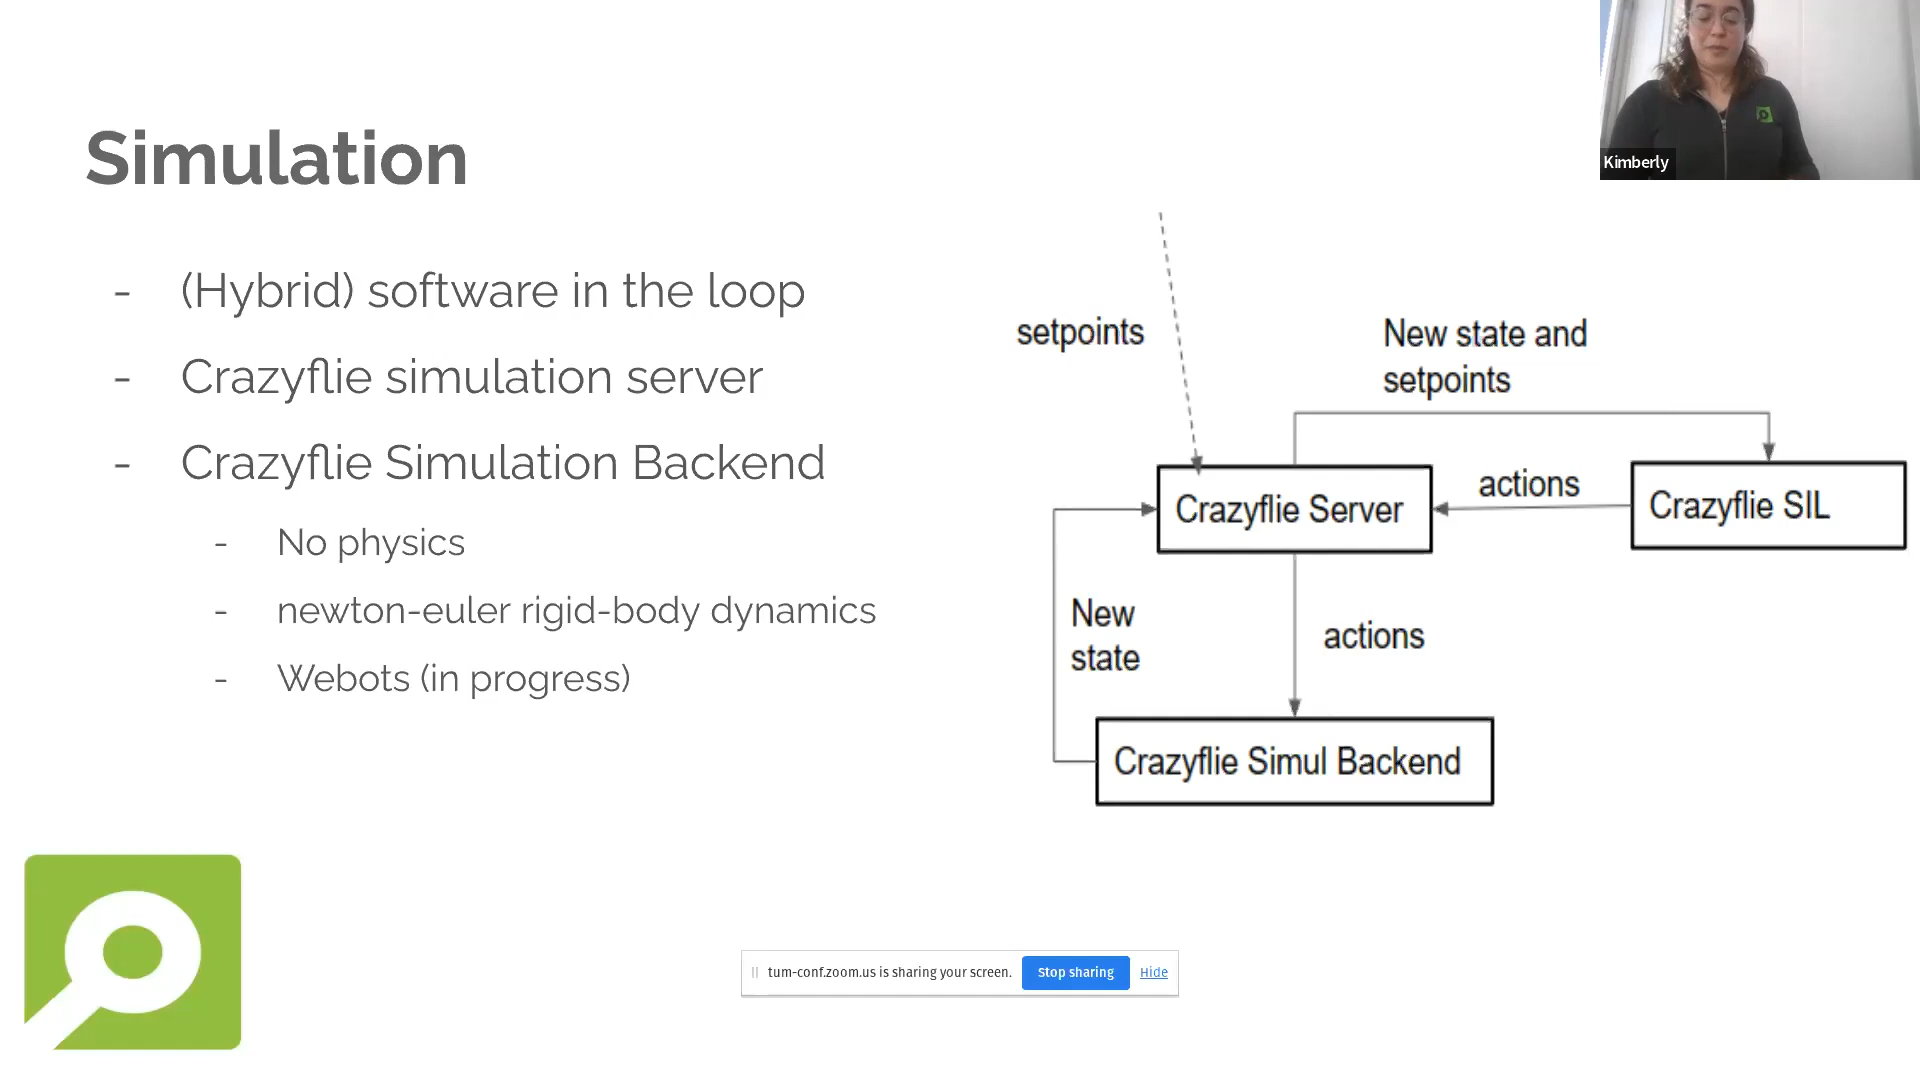 Kimberly
Simulation
- (Hybrid) software in the loop
- Crazyflie simulation server
- Crazyflie Simulation Backend
- No physics
- newton-euler rigid-body dynamics
- Webots (in progress)
setpoints
New state and
setpoints
Crazyflie Server
actions
Crazyflie SIL
New
state
actions
Crazyflie Simul Backend
tum-conf.zoom.us is sharing your screen. Stop sharing Hide